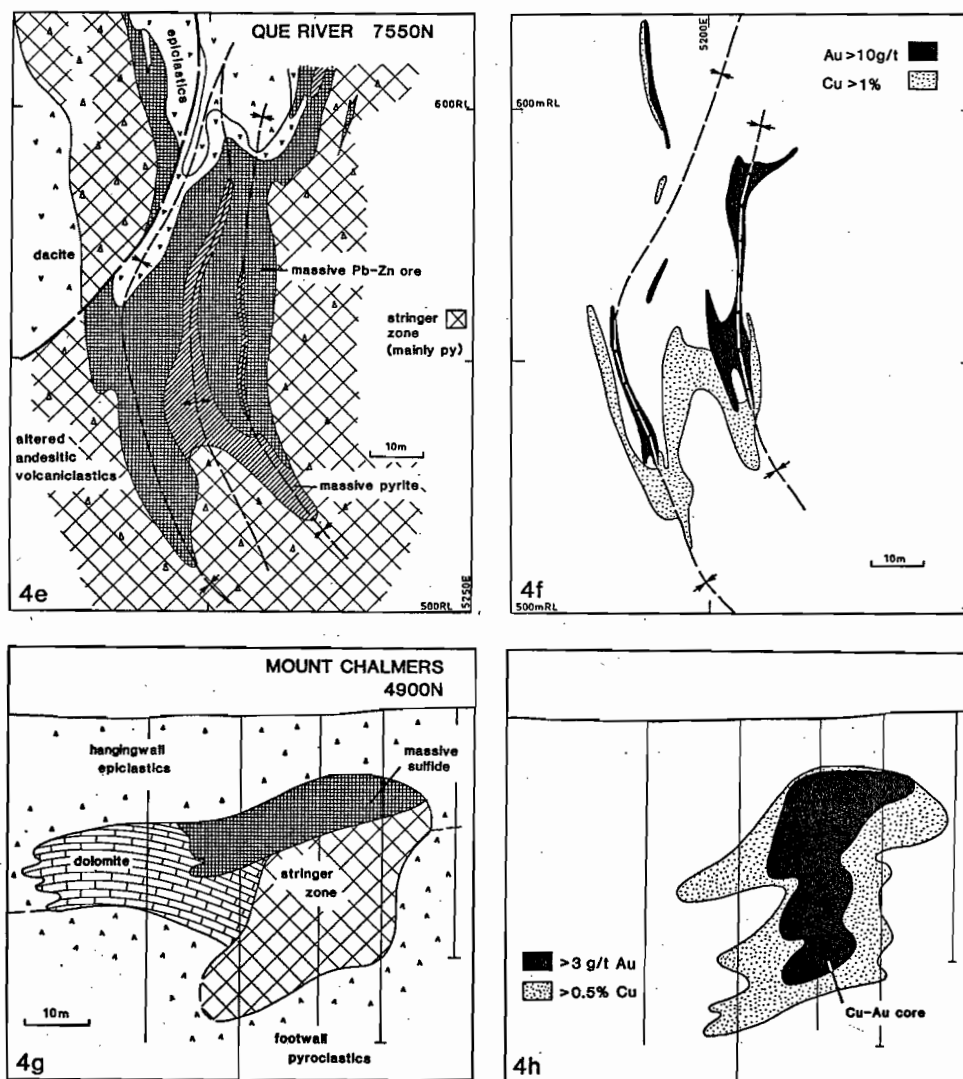 QUE RIVER 7550N
epiclastics
600RL
dacite
massive Pb-Zn ore
stringer
zone
(mainly py)
altered
andesitic
volcaniclastics
10m
massive pyrite
4e
500RL
5250E
5200E
Au >10g/t
Cu >1%
600mRL
10m
4f
500mRL
MOUNT CHALMERS
4900N
hangingwall
epiclastics
massive
sulfide
dolomite
stringer
zone
10m
footwall
pyroclastics
4g
>3 g/t Au
>0.5% Cu
Cu-Au core
4h